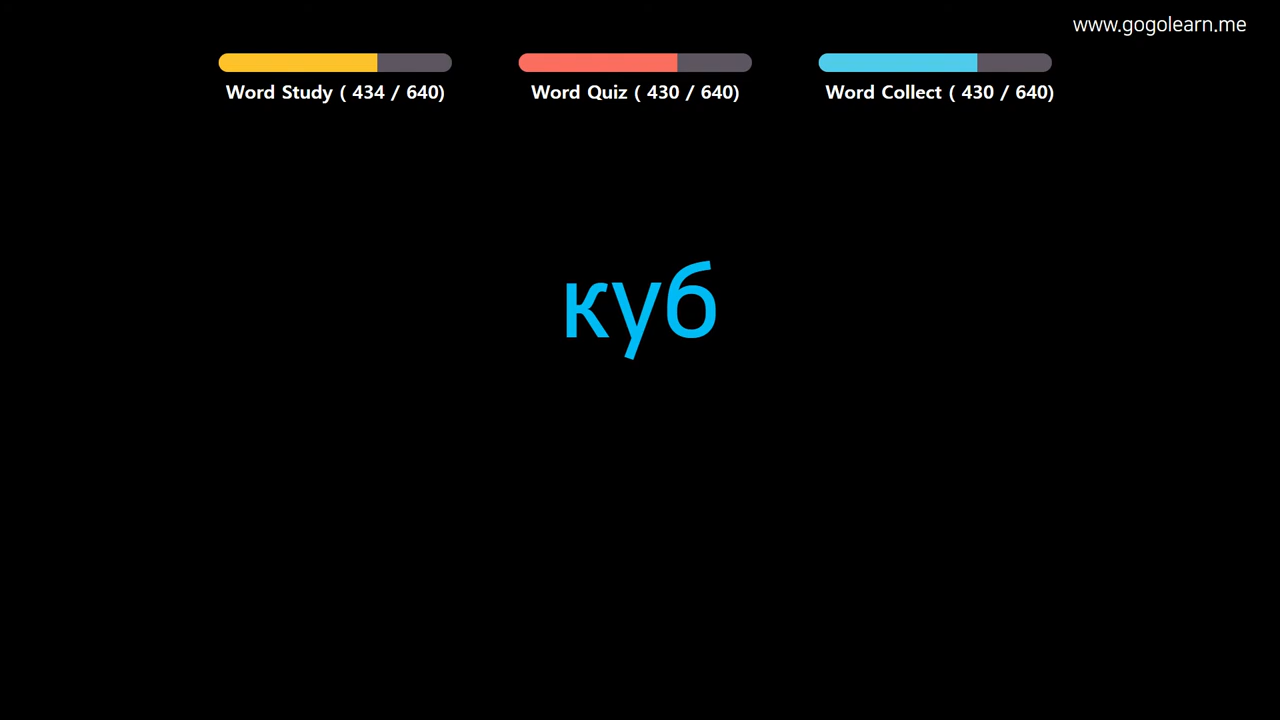 www.gogolearn.me
Word Study ( 434 / 640)
Word Quiz ( 430 / 640)
Word Collect ( 430 / 640)
куб